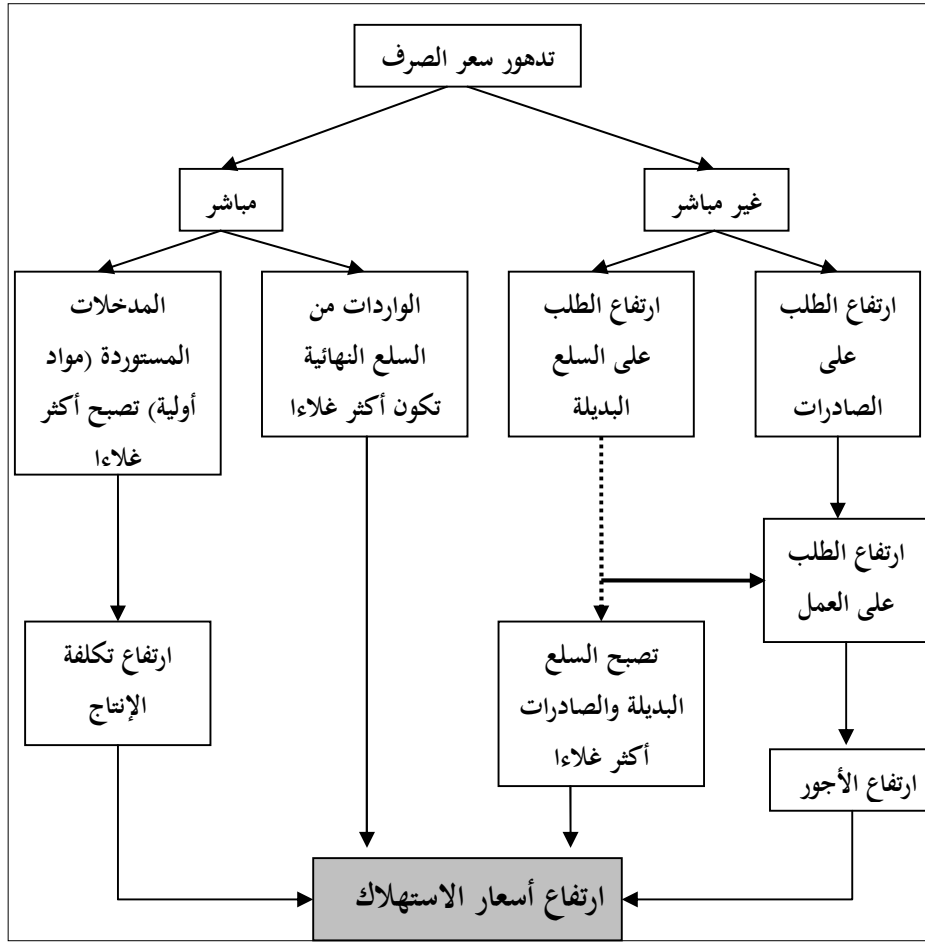 تدهور سعر الصرف
غير مباشر
مباشر
ارتفاع الطلب
على
الصادرات
ارتفاع الطلب
على السلع
البديلة
الواردات من
السلع النهائية
تكون أكثر غلاءا
المدخلات
المستوردة (مواد
أولية) تصبح أكثر
غلاءا
ارتفاع الطلب
على العمل
تصبح السلع
البديلة والصادرات
أكثر غلاءا
ارتفاع تكلفة
الإنتاج
ارتفاع الأجور
ارتفاع أسعار الاستهلاك